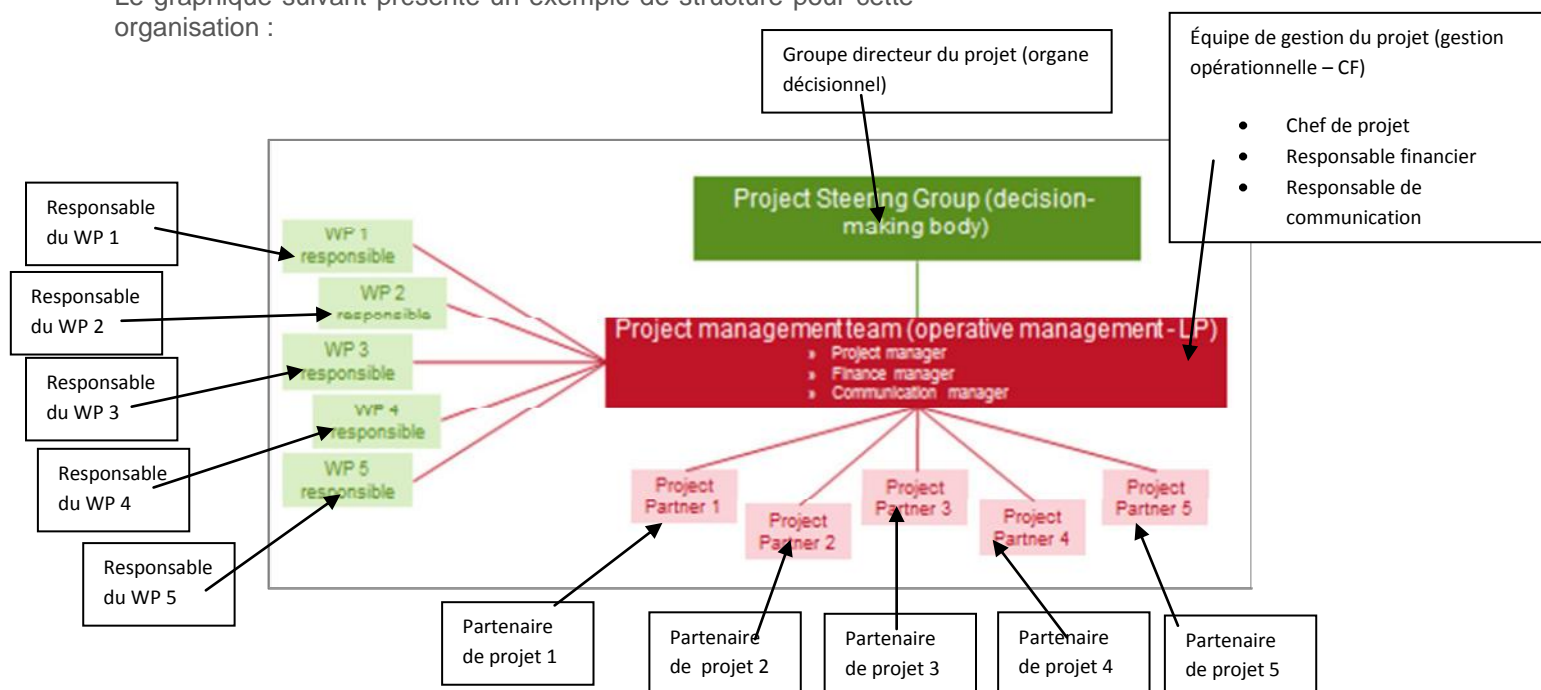 Le graphique suivant présente un exemple de structure pour cette
organisation :
Groupe directeur du projet (organe
décisionnel)
Équipe de gestion du projet (gestion
opérationnelle – CF)
• Chef de projet
• Responsable financier
• Responsable de
communication
Responsable
du WP 1
Responsable
du WP 2
Responsable
du WP 3
Responsable
du WP 4
Responsable
du WP 5
WP 1
responsible
WP 2
responsible
WP 3
responsible
WP 4
responsible
WP 5
responsible
Project Steering Group (decision-
making body)
Project management team (operative management - LP)
» Project manager
» Finance manager
» Communication manager
Project
Partner 1
Project
Partner 2
Project
Partner 3
Project
Partner 4
Project
Partner 5
Partenaire
de projet 1
Partenaire
de projet 2
Partenaire
de projet 3
Partenaire
de projet 4
Partenaire
de projet 5